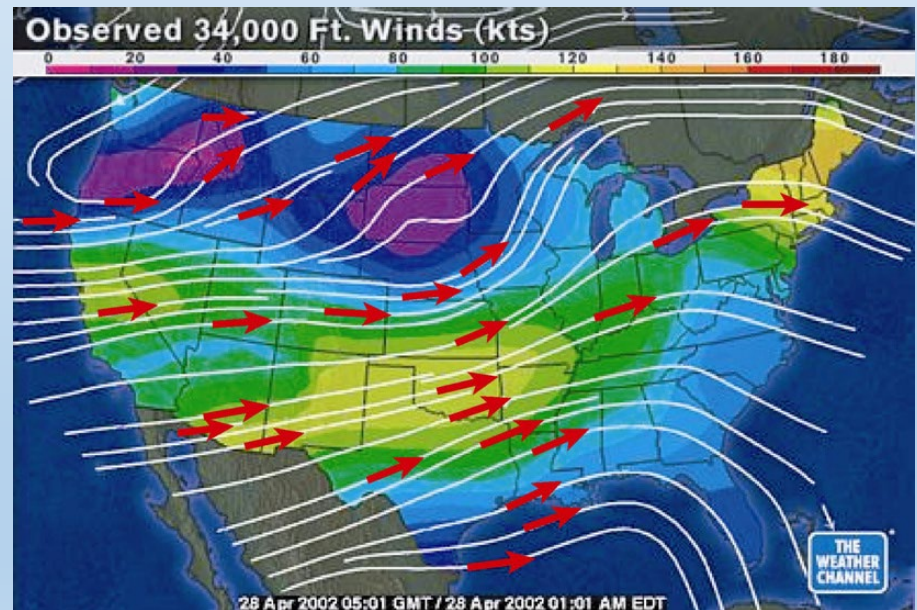 Observed 34,000 Ft. Winds (kts)
0 20 40 60 80 100 120 140 160 180
THE
WEATHER
CHANNEL
28 Apr 2002 05:01 GMT / 28 Apr 2002 01:01 AM EDT